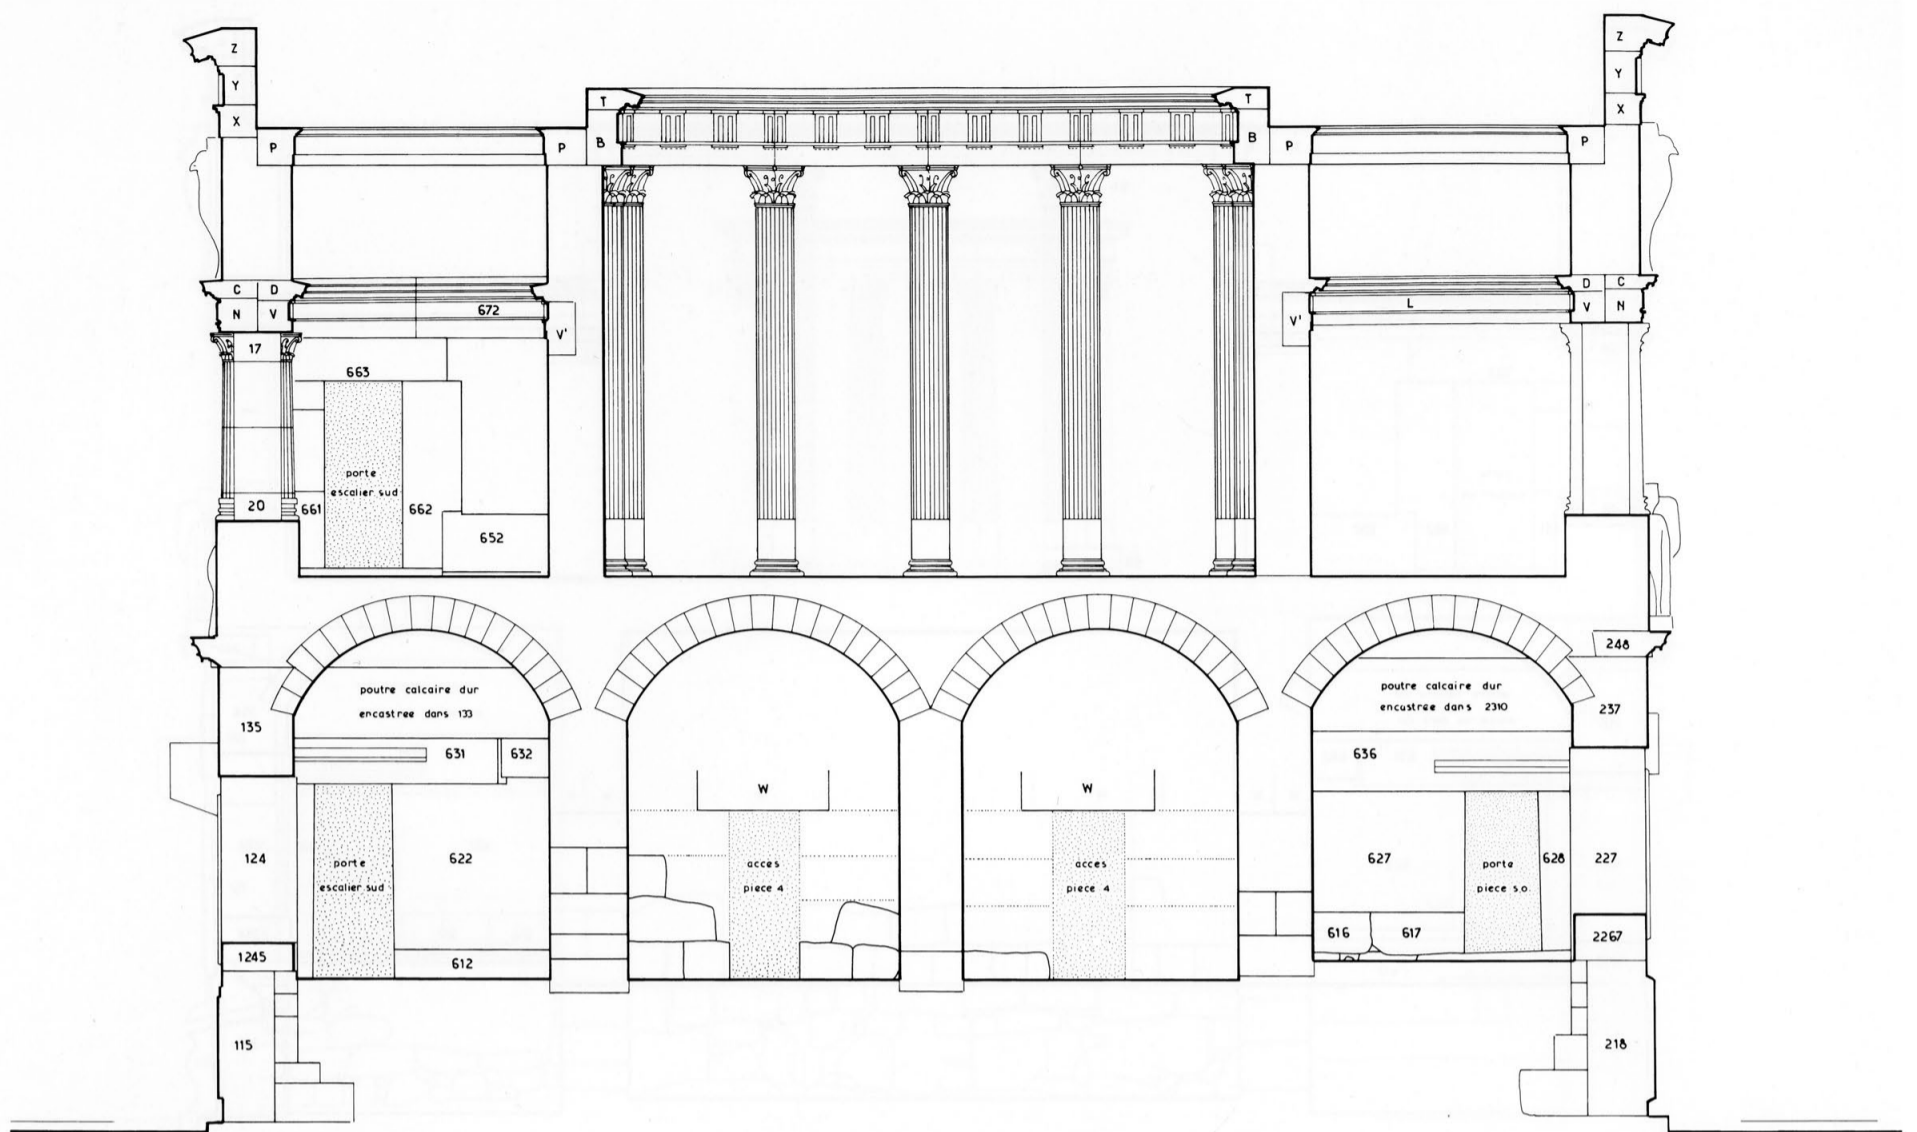 Z Z
Y Y
X X
T T
P P B B P P
C D D C
N V 672 V' V' L V N
17
663
porte
escalier sud
20 661 662 652
248
poutre calcaire dur
encastree dans 133
poutre calcaire dur
encastree dans 2310
135 237
631 632 636
W W
124
porte
escalier sud
622
acces
piece 4
acces
piece 4
627
porte
piece s.o.
628 227
616 617 2267
1245 612
115 218